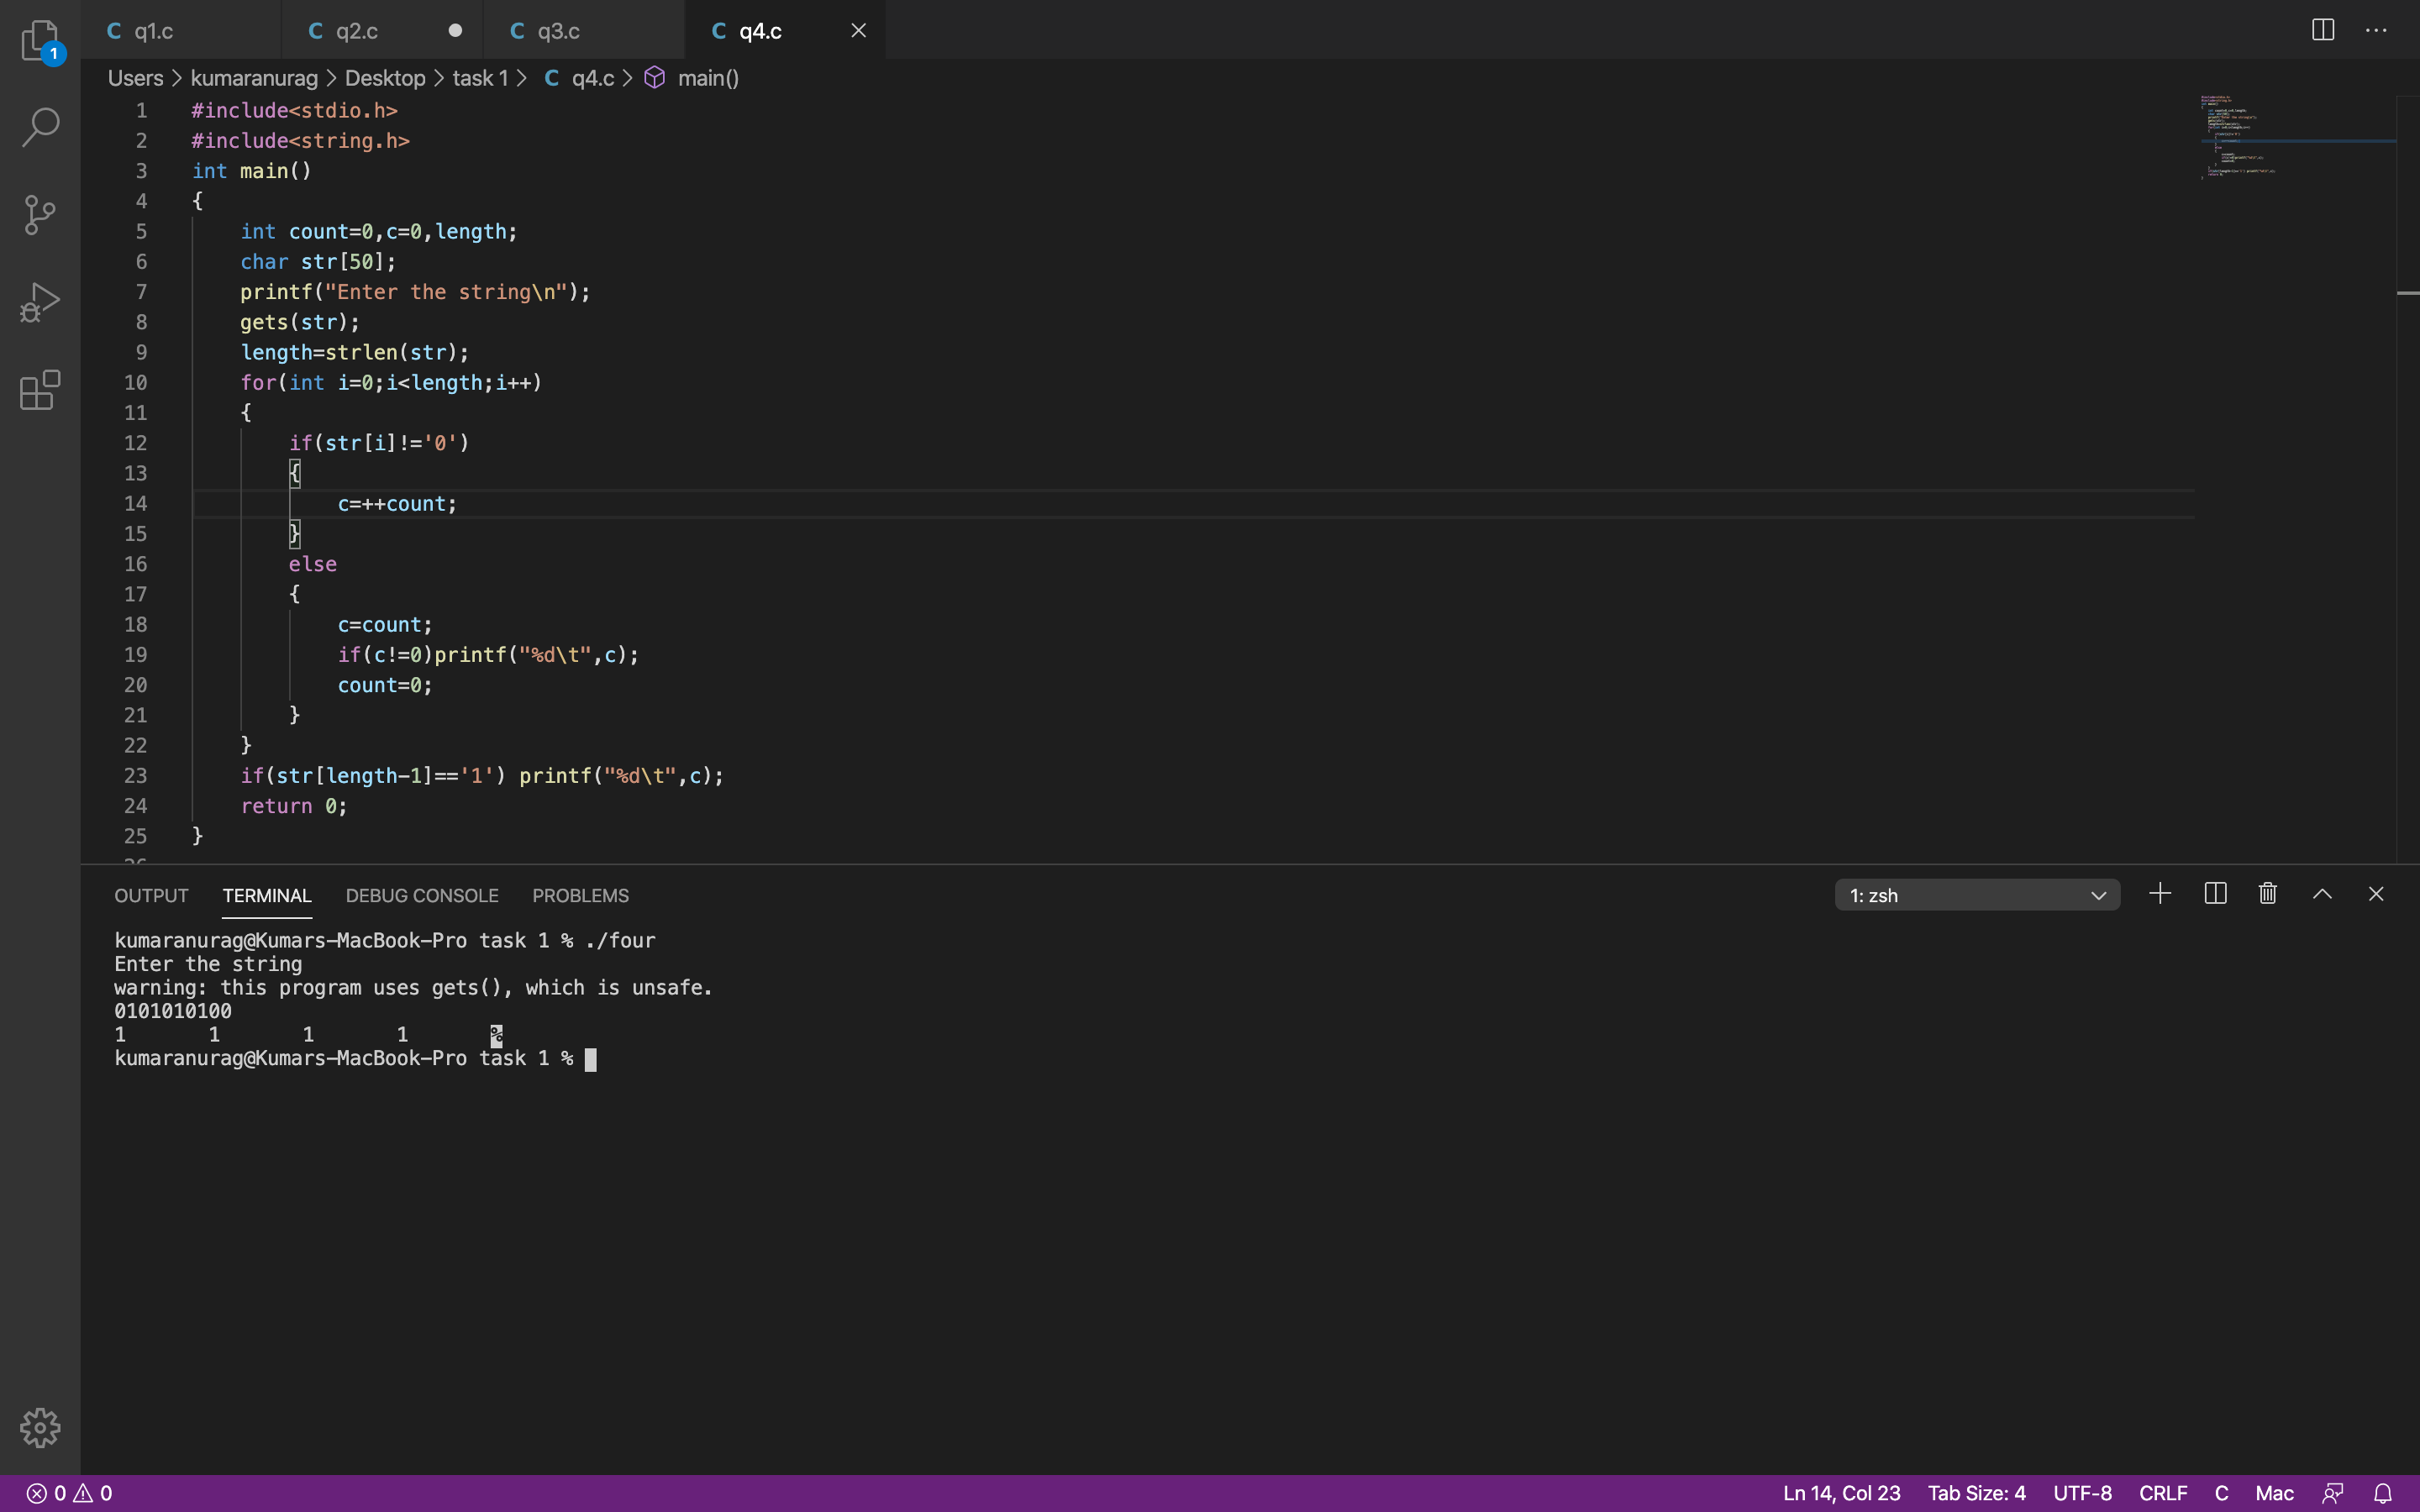 1
C q1.c C q2.c C q3.c C q4.c
Users > kumaranurag > Desktop > task 1 > C q4.c > main()
1 #include<stdio.h>
2 #include<string.h>
3 int main()
4 {
5 int count=0,c=0,length;
6 char str[50];
7 printf("Enter the string\n");
8 gets(str);
9 length=strlen(str);
10 for(int i=0;i<length;i++)
11 {
12 if(str[i]!='0')
13 {
14 c=++count;
15 }
16 else
17 {
18 c=count;
19 if(c!=0)printf("%d\t",c);
20 count=0;
21 }
22 }
23 if(str[length-1]=='1') printf("%d\t",c);
24 return 0;
25 }
OUTPUT TERMINAL DEBUG CONSOLE PROBLEMS 1: zsh
kumaranurag@Kumars-MacBook-Pro task 1 % ./four
Enter the string
warning: this program uses gets(), which is unsafe.
0101010100
1 1 1 1 %
kumaranurag@Kumars-MacBook-Pro task 1 %
0 0 Ln 14, Col 23 Tab Size: 4 UTF-8 CRLF C Mac